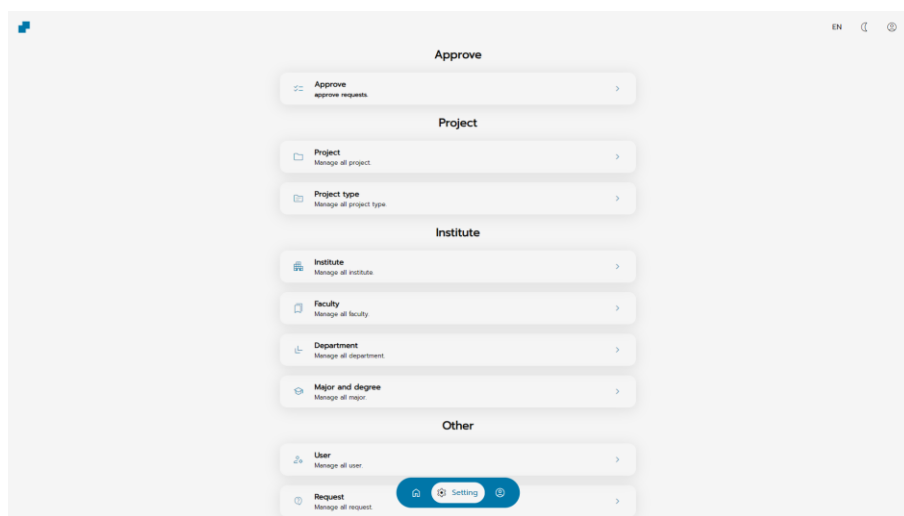 EN
Approve
Approve
approve requests.
Project
Project
Manage all project.
Project type
Manage all project type.
Institute
Institute
Manage all institute.
Faculty
Manage all faculty.
Department
Manage all department.
Major and degree
Manage all major.
Other
User
Manage all user.
Request
Manage all request.
Setting